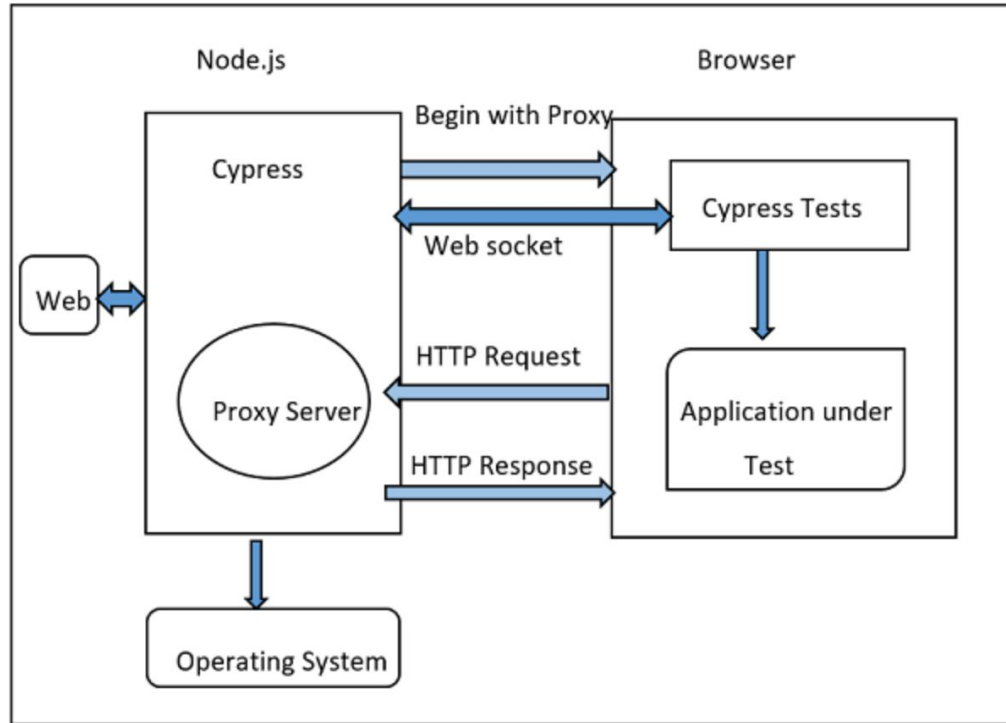 Node.js
Browser
Begin with Proxy
Cypress
Cypress Tests
Web socket
Web
HTTP Request
Proxy Server
Application under
Test
HTTP Response
Operating System